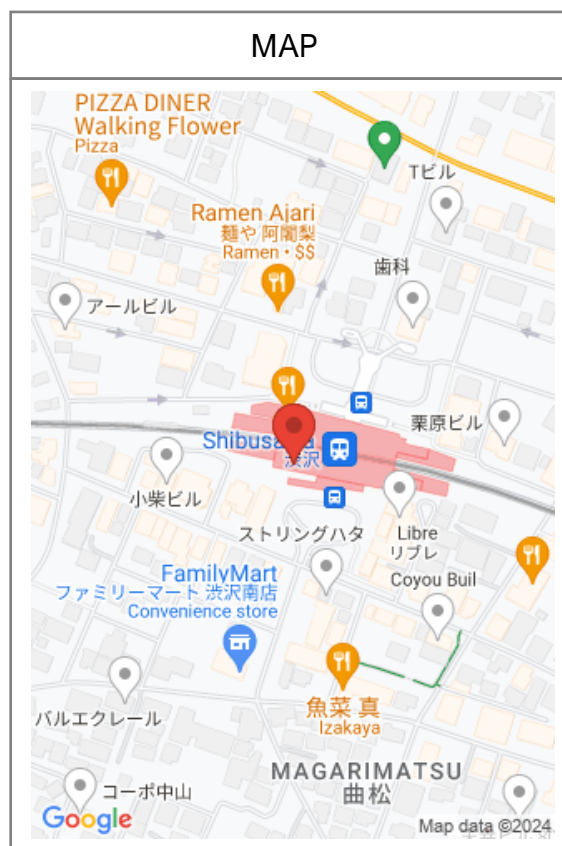 MAP
PIZZA DINER
Walking Flower
Pizza
Tビル
Ramen Ajari
麺や 阿闍梨
Ramen・$$
歯科
アールビル
栗原ビル
Shibusawa
渋沢
小柴ビル
ストリングハタ
Libre
リブレ
FamilyMart
ファミリーマート 渋沢南店
Convenience store
Coyou Buil
魚菜 真
Izakaya
バルエクレール
MAGARIMATSU
曲松
コーポ中山
Google
Map data ©2024